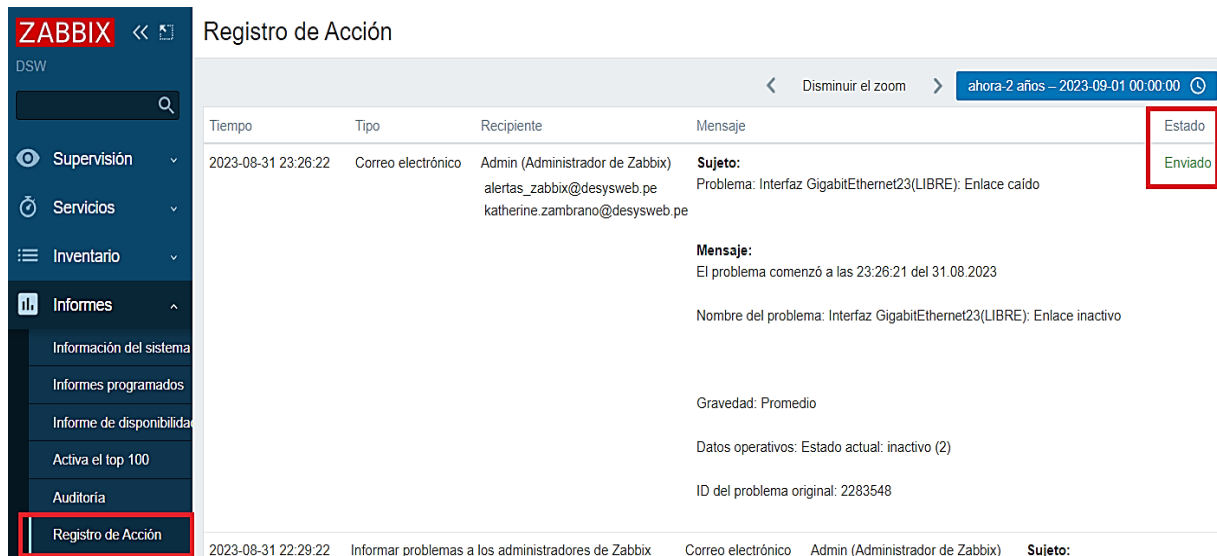 ZABBIX
DSW
Supervisión
Servicios
Inventario
Informes
Información del sistema
Informes programados
Informe de disponibilida
Activa el top 100
Auditoría
Registro de Acción
Registro de Acción
Disminuir el zoom
ahora-2 años – 2023-09-01 00:00:00
Tiempo Tipo Recipiente Mensaje Estado
2023-08-31 23:26:22 Correo electrónico Admin (Administrador de Zabbix) Sujeto: Enviado
alertas_zabbix@desysweb.pe Problema: Interfaz GigabitEthernet23(LIBRE): Enlace caído
katherine.zambrano@desysweb.pe
Mensaje:
El problema comenzó a las 23:26:21 del 31.08.2023
Nombre del problema: Interfaz GigabitEthernet23(LIBRE): Enlace inactivo
Gravedad: Promedio
Datos operativos: Estado actual: inactivo (2)
ID del problema original: 2283548
2023-08-31 22:29:22 Informar problemas a los administradores de Zabbix Correo electrónico Admin (Administrador de Zabbix) Sujeto: